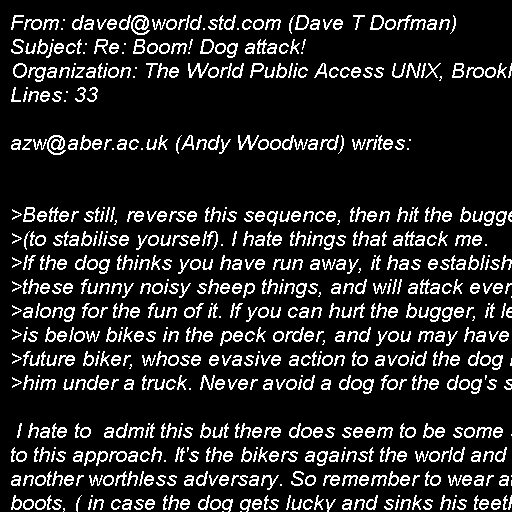 From: daved@world.std.com (Dave T Dorfman)
Subject: Re: Boom! Dog attack!
Organization: The World Public Access UNIX, Brookl
Lines: 33
azw@aber.ac.uk (Andy Woodward) writes:
>Better still, reverse this sequence, then hit the bugge
>(to stabilise yourself). I hate things that attack me.
>If the dog thinks you have run away, it has establish
>these funny noisy sheep things, and will attack ever
>along for the fun of it. If you can hurt the bugger, it le
>is below bikes in the peck order, and you may have
>future biker, whose evasive action to avoid the dog
>him under a truck. Never avoid a dog for the dog's s
I hate to  admit this but there does seem to be some
to this approach. It's the bikers against the world and
another worthless adversary. So remember to wear at
boots, ( in case the dog gets lucky and sinks his teeth